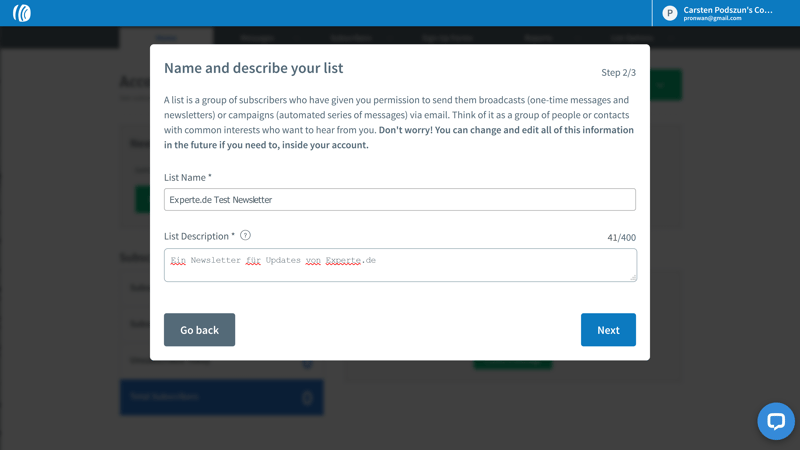 P
Carsten Podszun's Co...
pronwan@gmail.com
Name and describe your list
Step 2/3
A list is a group of subscribers who have given you permission to send them broadcasts (one-time messages and
newsletters) or campaigns (automated series of messages) via email. Think of it as a group of people or contacts
with common interests who want to hear from you. Don't worry! You can change and edit all of this information
in the future if you need to, inside your account.
List Name *
Experte.de Test Newsletter
List Description * ?
41/400
Ein Newsletter für Updates von Experte.de
Go back
Next